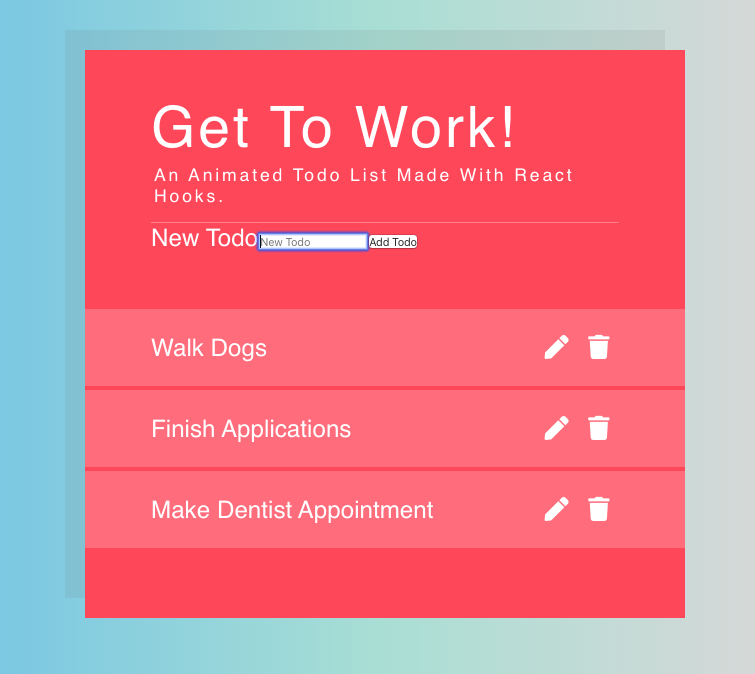 Get To Work!
An Animated Todo List Made With React
Hooks.
New Todo New Todo Add Todo
Walk Dogs
Finish Applications
Make Dentist Appointment